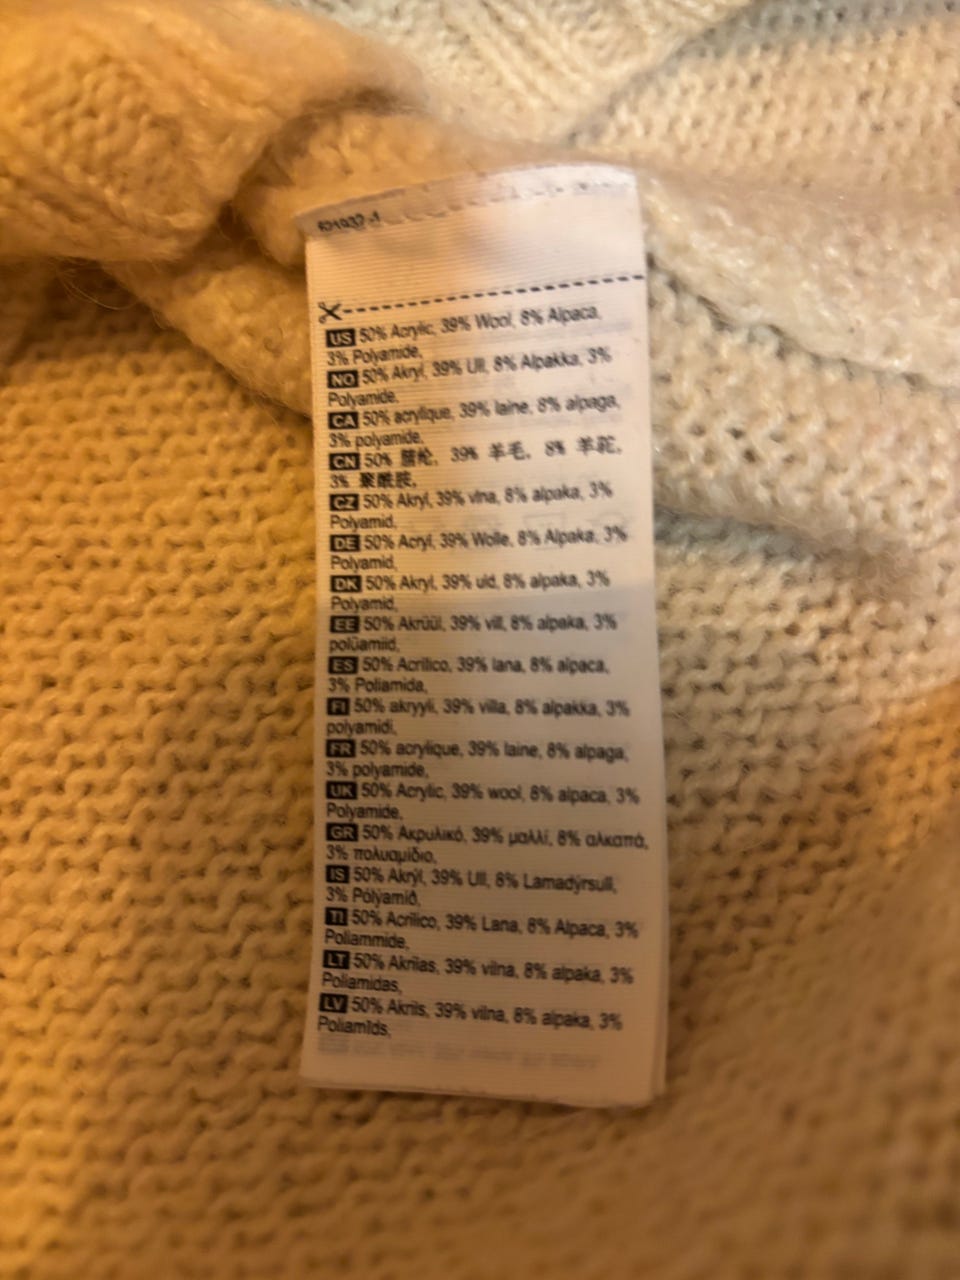 US 50% Acrylic, 39% Wool, 8% Alpaca,
3% Polyamide,
NO 50% Akryl, 39% Ull, 8% Alpakka, 3%
Polyamide,
CA 50% acrylique, 39% laine, 8% alpaga,
3% polyamide,
CN 50% 腈纶, 39% 羊毛, 8% 羊驼,
3% 聚酰胺,
CZ 50% Akryl, 39% vlna, 8% alpaka, 3%
Polyamid,
DE 50% Acryl, 39% Wolle, 8% Alpaka, 3%
Polyamid,
DK 50% Akryl, 39% uld, 8% alpaka, 3%
Polyamid,
EE 50% Akrüül, 39% vill, 8% alpaka, 3%
polüamiid,
ES 50% Acrílico, 39% lana, 8% alpaca,
3% Poliamida,
FI 50% akryyli, 39% villa, 8% alpakka, 3%
polyamidi,
FR 50% acrylique, 39% laine, 8% alpaga,
3% polyamide,
UK 50% Acrylic, 39% wool, 8% alpaca, 3%
Polyamide,
GR 50% Ακρυλικό, 39% μαλλί, 8% αλκαπά,
3% πολυαμίδιο,
IS 50% Akrýl, 39% Ull, 8% Lamadýrsull,
3% Pólýamíð,
TI 50% Acrilico, 39% Lana, 8% Alpaca, 3%
Poliammide,
LT 50% Akrilas, 39% vilna, 8% alpaka, 3%
Poliamidas,
LV 50% Akrils, 39% vilna, 8% alpaka, 3%
Poliamīds,